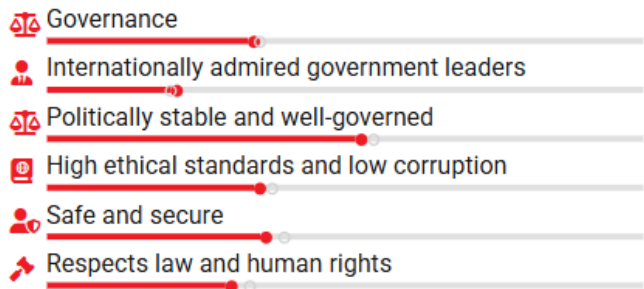 Governance
Internationally admired government leaders
Politically stable and well-governed
High ethical standards and low corruption
Safe and secure
Respects law and human rights